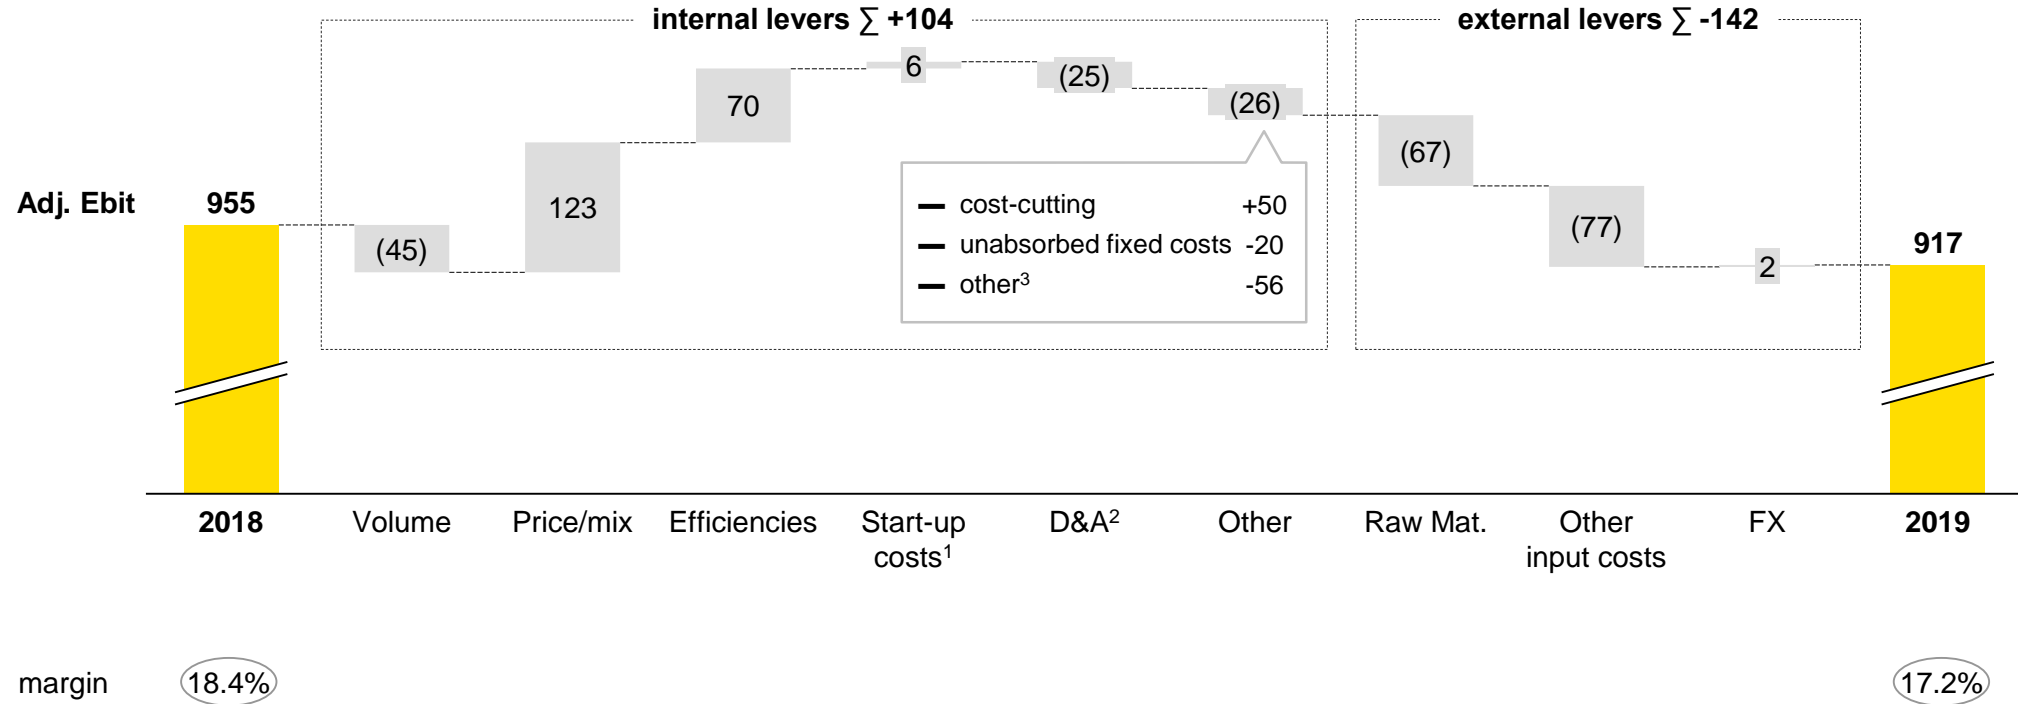 internal levers ∑ +104
external levers ∑ -142
6
(25)
70
(26)
(67)
123
Adj. Ebit
955
cost-cutting +50
unabsorbed fixed costs -20
other³ -56
(45)
(77)
917
2
2018
Volume
Price/mix
Efficiencies
Start-up
costs¹
D&A²
Other
Raw Mat.
Other
input costs
FX
2019
margin
18.4%
17.2%